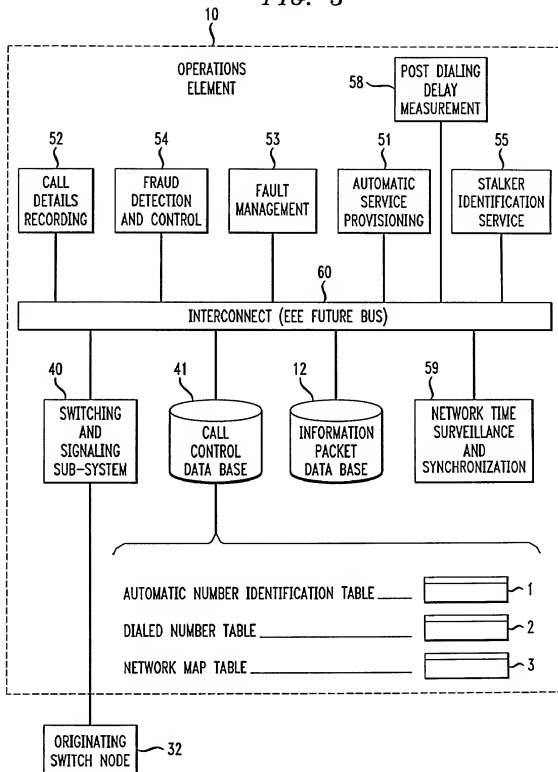 10
OPERATIONS
ELEMENT
58
POST DIALING
DELAY
MEASUREMENT
52
CALL
DETAILS
RECORDING
54
FRAUD
DETECTION
AND CONTROL
53
FAULT
MANAGEMENT
51
AUTOMATIC
SERVICE
PROVISIONING
55
STALKER
IDENTIFICATION
SERVICE
60
INTERCONNECT (EEE FUTURE BUS)
40
SWITCHING
AND
SIGNALING
SUB-SYSTEM
41
CALL
CONTROL
DATA BASE
12
INFORMATION
PACKET
DATA BASE
59
NETWORK TIME
SURVEILLANCE
AND
SYNCHRONIZATION
AUTOMATIC NUMBER IDENTIFICATION TABLE 1
DIALED NUMBER TABLE 2
NETWORK MAP TABLE 3
ORIGINATING
SWITCH NODE
32